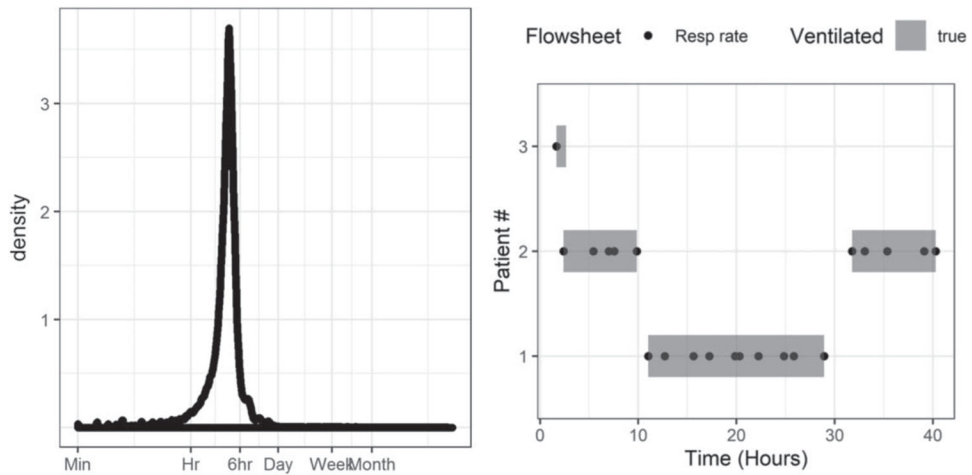 density
3
2
1
Min Hr 6hr Day Week Month
Flowsheet Resp rate Ventilated true
Patient #
3
2
1
0 10 20 30 40
Time (Hours)